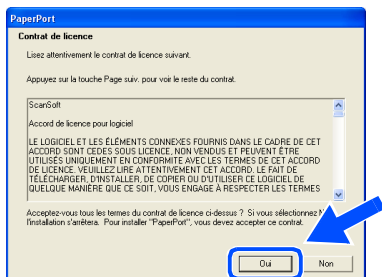 PaperPort
Contrat de licence
Lisez attentivement le contrat de licence suivant.
Appuyez sur la touche Page suiv. pour voir le reste du contrat.
ScanSoft
Accord de licence pour logiciel
LE LOGICIEL ET LES ÉLÉMENTS CONNEXES FOURNIS DANS LE CADRE DE CET
ACCORD SONT CEDES SOUS LICENCE, NON VENDUS ET PEUVENT ÊTRE
UTILISÉS UNIQUEMENT EN CONFORMITE AVEC LES TERMES DE CET ACCORD
DE LICENCE. VEUILLEZ LIRE ATTENTIVEMENT CET ACCORD. LE FAIT DE
TÉLÉCHARGER, D'INSTALLER, DE COPIER OU D'UTILISER CE LOGICIEL DE
QUELQUE MANIÈRE QUE CE SOIT, VOUS ENGAGE À RESPECTER LES TERMES
Acceptez-vous tous les termes du contrat de licence ci-dessus ? Si vous sélectionnez
l'installation s'arrêtera. Pour installer "PaperPort", vous devez accepter ce contrat.
Oui
Non